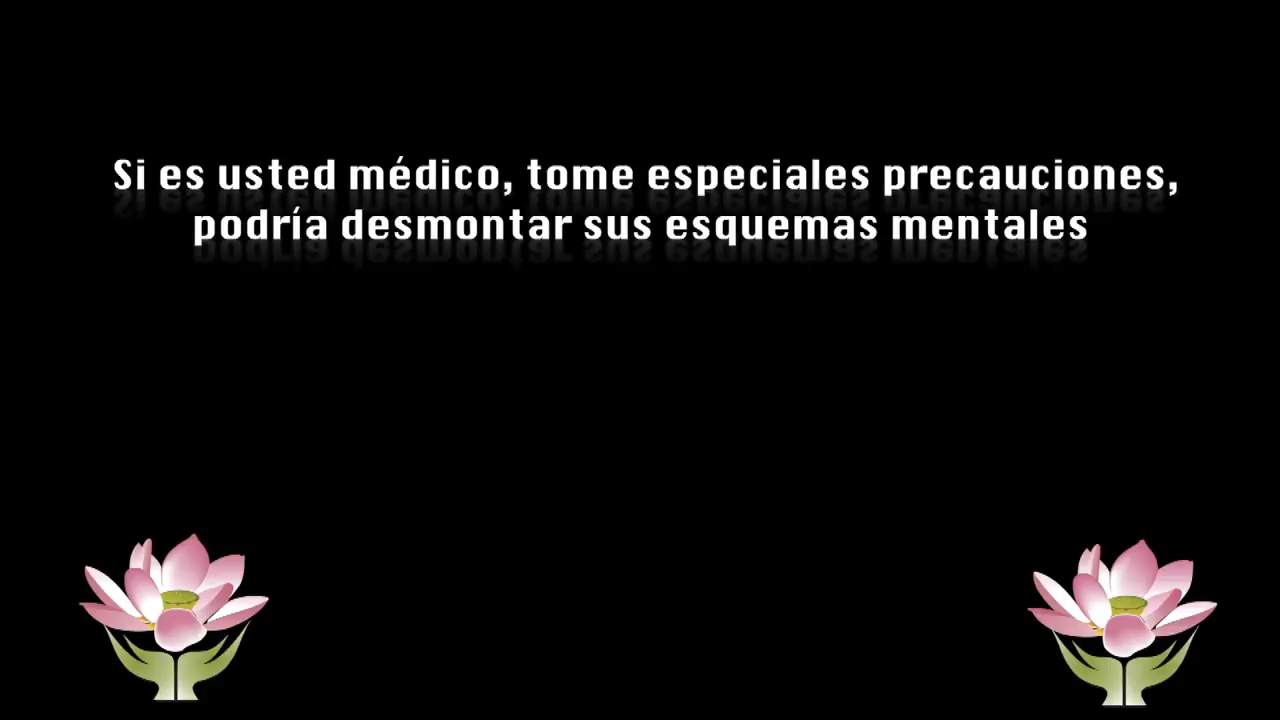 Si es usted médico, tome especiales precauciones,
podría desmontar sus esquemas mentales